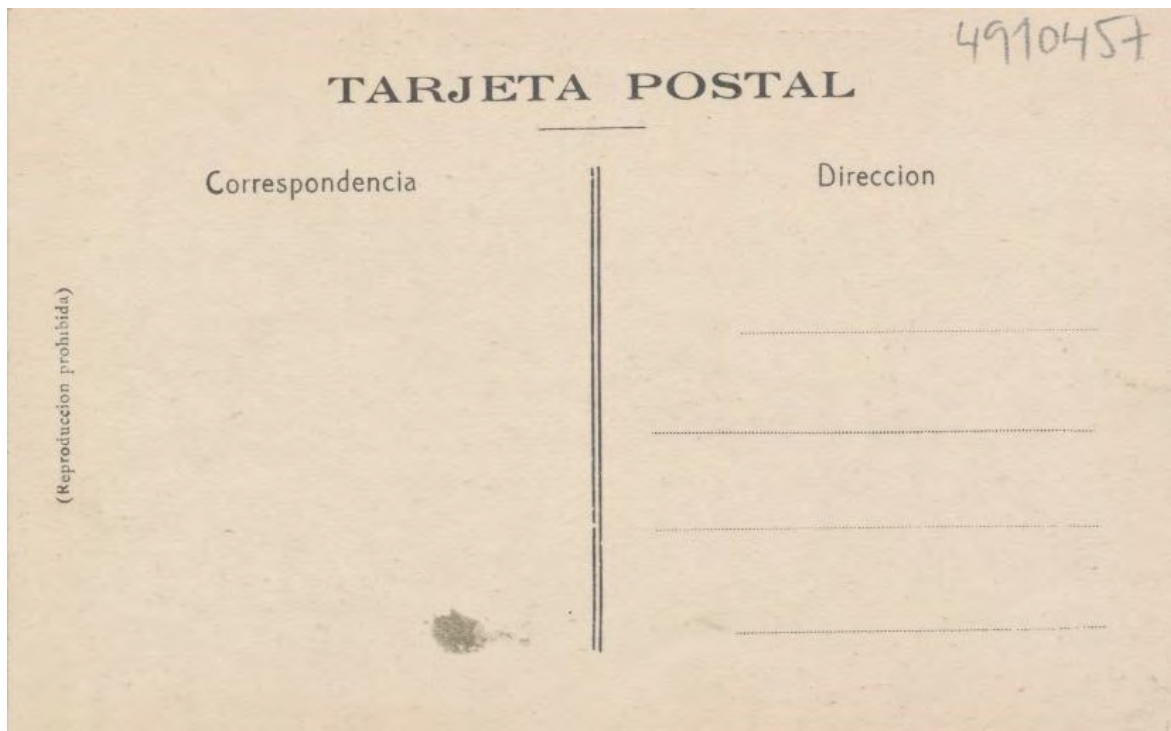 4910457
TARJETA POSTAL
Correspondencia
Direccion
(Reproduccion prohibida)